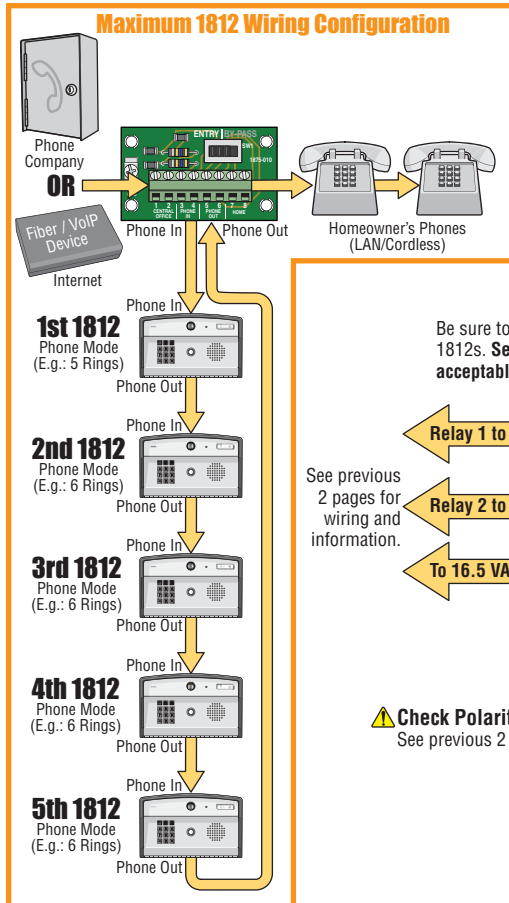 Maximum 1812 Wiring Configuration
Phone
Company
OR
Fiber / VoIP
Device
Internet
ENTRY BY-PASS
SW1
1875-010
1 2 3 4 5 6 7 8
CENTRAL OFFICE
PHONE IN
PHONE OUT
HOME
Phone In
Phone Out
Homeowner's Phones
(LAN/Cordless)
Phone In
1st 1812
Phone Mode
(E.g.: 5 Rings)
Phone Out
Phone In
2nd 1812
Phone Mode
(E.g.: 6 Rings)
Phone Out
Phone In
3rd 1812
Phone Mode
(E.g.: 6 Rings)
Phone Out
Phone In
4th 1812
Phone Mode
(E.g.: 6 Rings)
Phone Out
Phone In
5th 1812
Phone Mode
(E.g.: 6 Rings)
Phone Out
Be sure to
1812s. Se
acceptabl
Relay 1 to
See previous
2 pages for
wiring and
information.
Relay 2 to
To 16.5 VA
Check Polarit
See previous 2